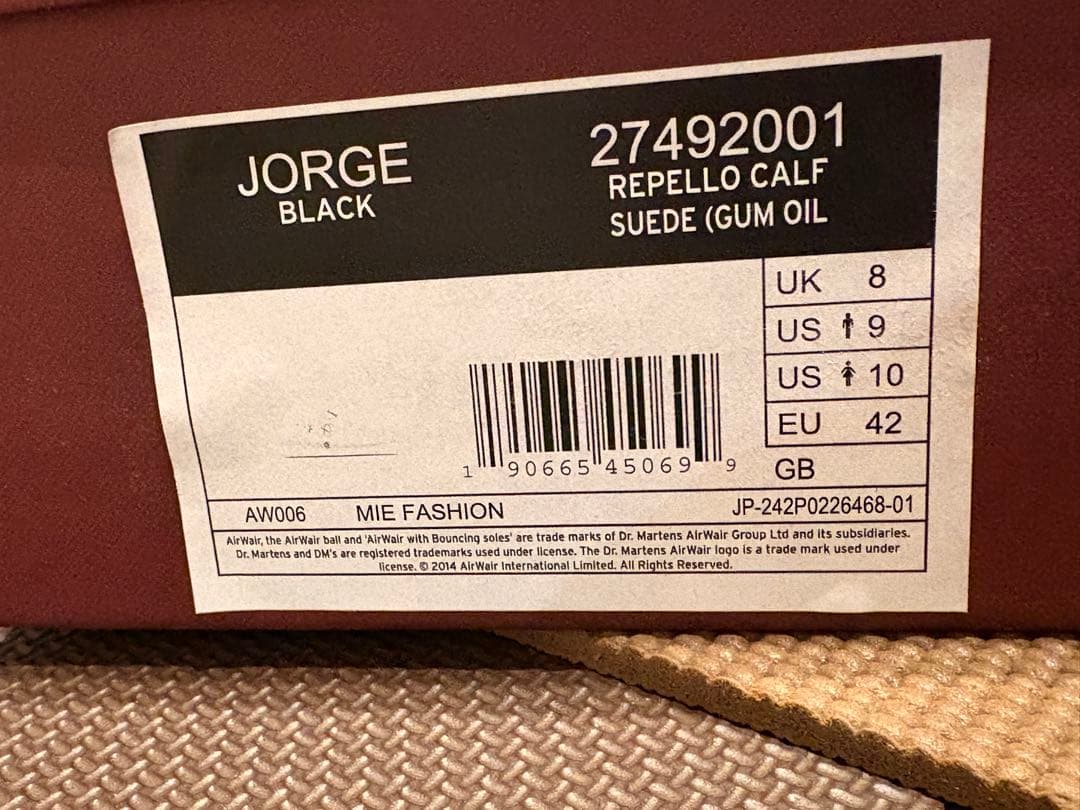 JORGE
BLACK
27492001
REPELLO CALF
SUEDE (GUM OIL
UK 8
US 9
US 10
EU 42
GB
1 90665 45069 9
AW006 MIE FASHION JP-242P0226468-01
AirWair, the AirWair ball and 'AirWair with Bouncing soles' are trade marks of Dr. Martens AirWair Group Ltd and its subsidiaries.
Dr. Martens and DM's are registered trademarks used under license. The Dr. Martens AirWair logo is a trade mark used under
license. © 2014 AirWair International Limited. All Rights Reserved.